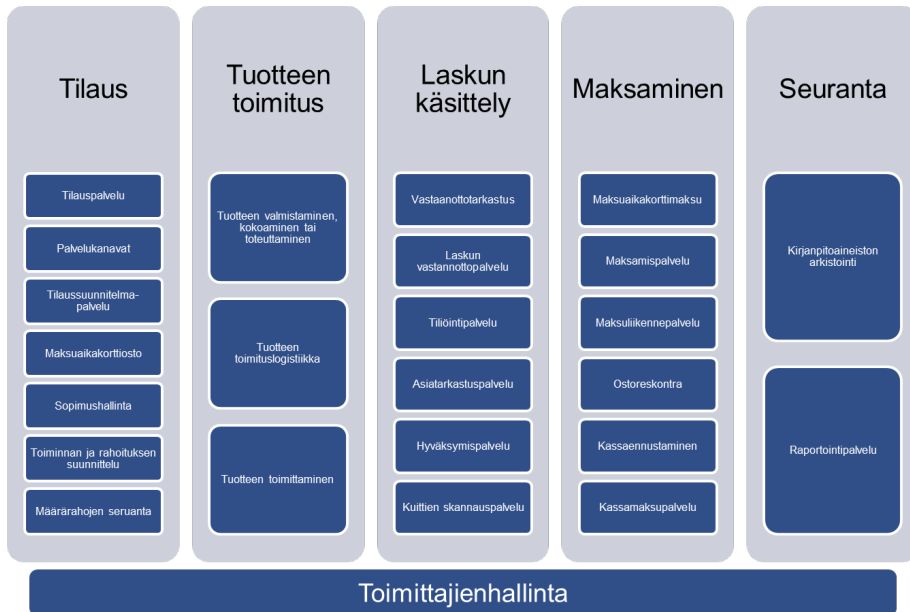 Tilaus
Tilauspalvelu
Palvelukanavat
Tilaussuunnitelma-
palvelu
Maksuaikakorttiosto
Sopimushallinta
Toiminnan ja rahoituksen
suunnittelu
Määrärahojen seruanta
Tuotteen
toimitus
Tuotteen valmistaminen,
kokoaminen tai
toteuttaminen
Tuotteen
toimituslogistiikka
Tuotteen toimittaminen
Laskun
käsittely
Vastaanottotarkastus
Laskun
vastannottopalvelu
Tiliöintipalvelu
Asiatarkastuspalvelu
Hyväksymispalvelu
Kuittien skannauspalvelu
Maksaminen
Maksuaikakorttimaksu
Maksamispalvelu
Maksuliikennepalvelu
Ostoreskontra
Kassaennustaminen
Kassamaksupalvelu
Seuranta
Kirjanpitoaineiston
arkistointi
Raportointipalvelu
Toimittajienhallinta